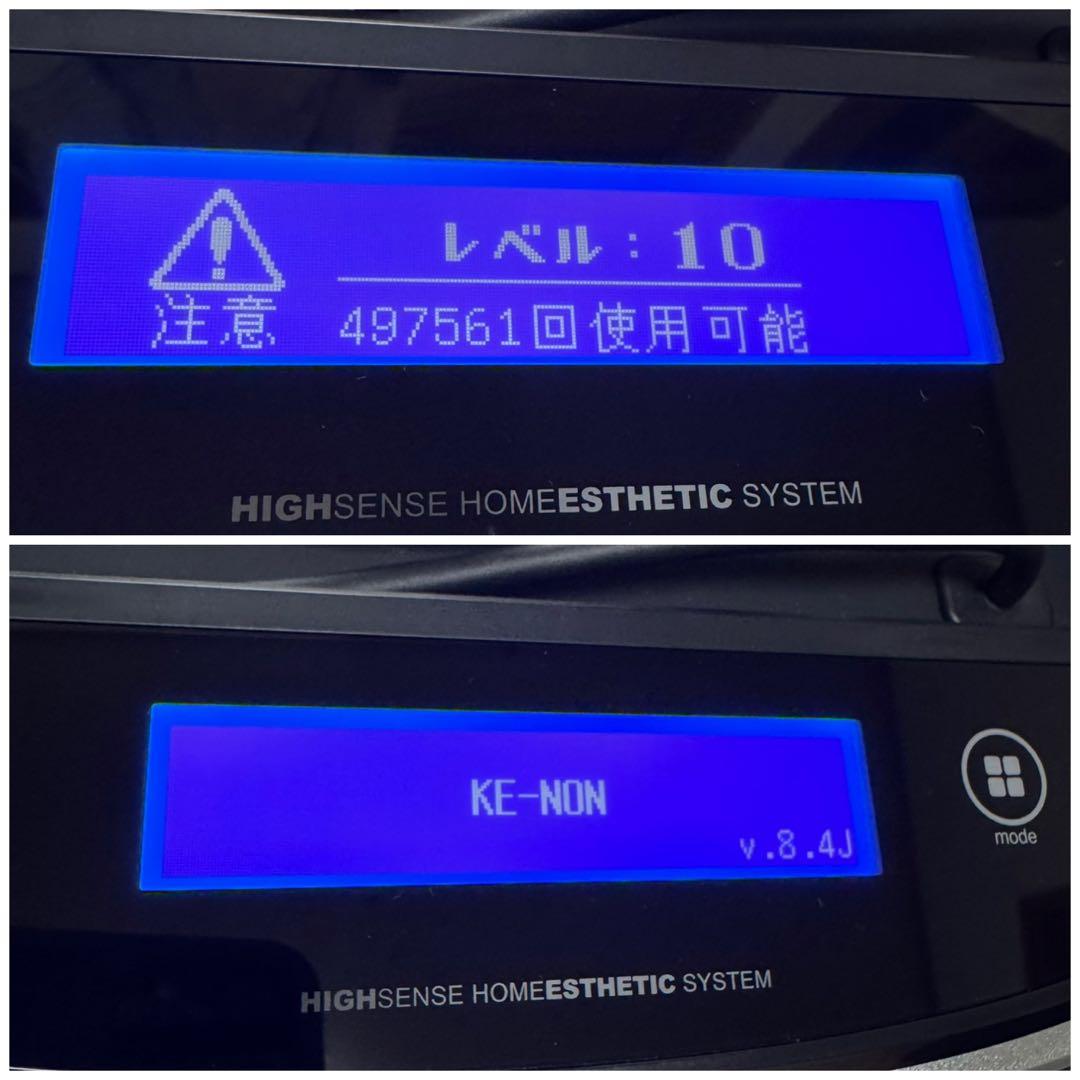 レベル：10
注意
497561回使用可能
HIGHSENSE HOMEESTHETIC SYSTEM
KE-NON
v.8.4J
mode
HIGHSENSE HOMEESTHETIC SYSTEM